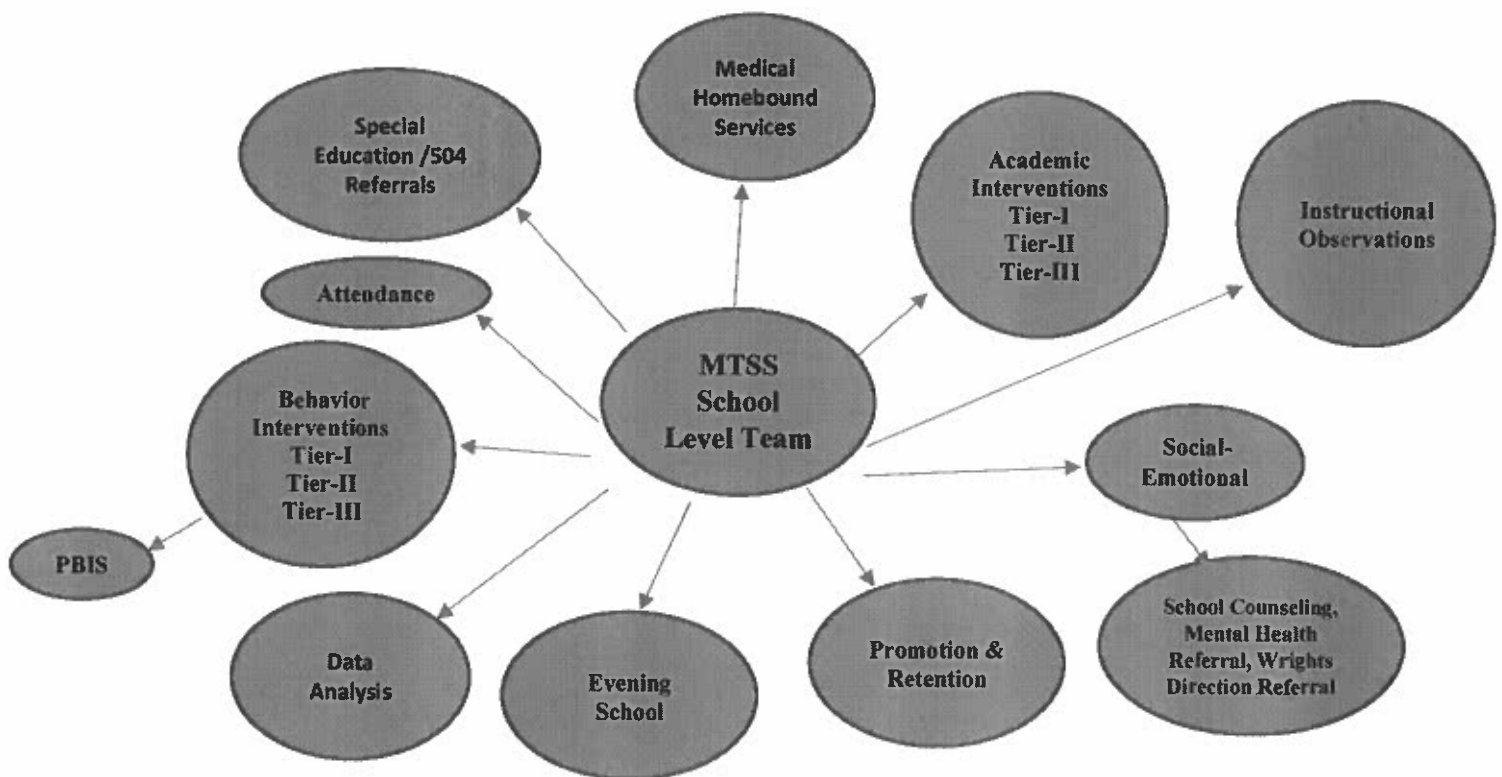 Medical
Homebound
Services
Special
Education /504
Referrals
Academic
Interventions
Tier-I
Tier-II
Tier-III
Instructional
Observations
Attendance
MTSS
School
Level Team
Behavior
Interventions
Tier-I
Tier-II
Tier-III
Social-
Emotional
PBIS
Data
Analysis
Evening
School
Promotion &
Retention
School Counseling,
Mental Health
Referral, Wrights
Direction Referral